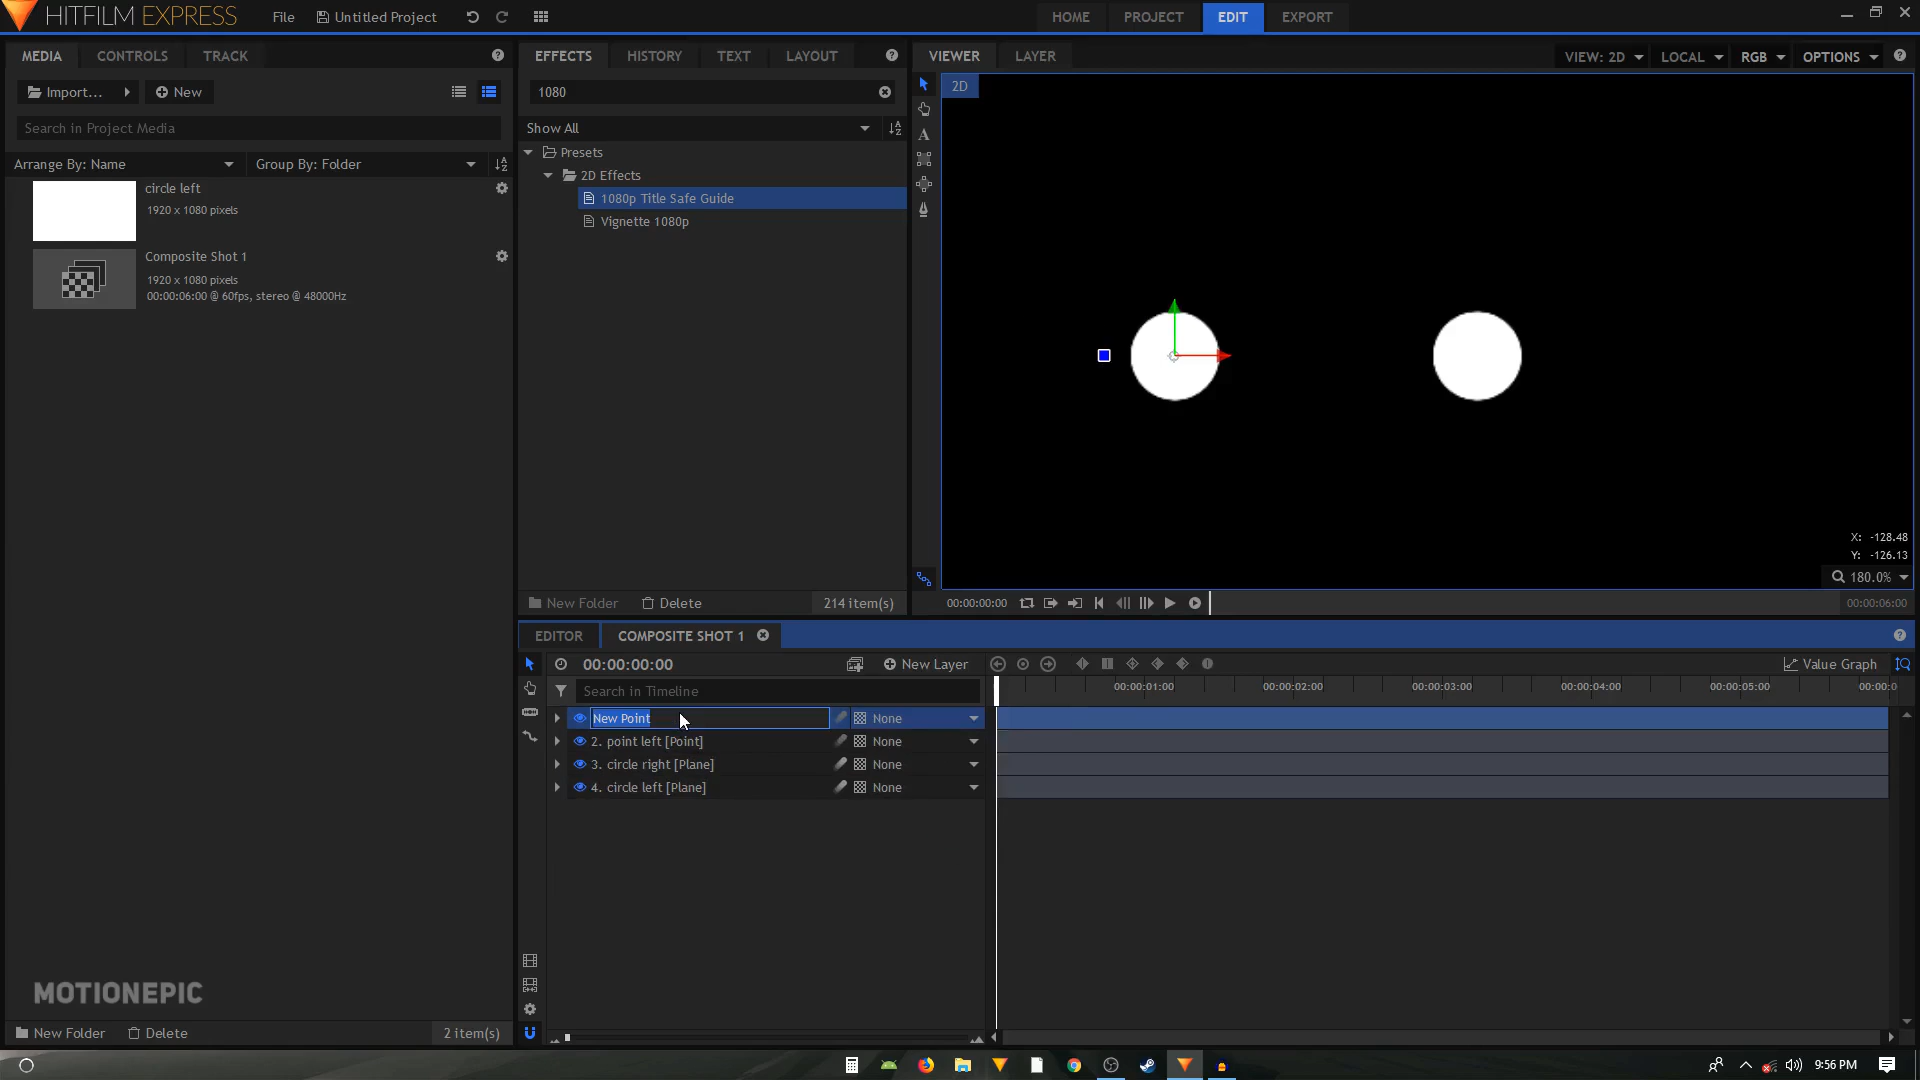 HITFILM EXPRESS
File
Untitled Project
HOME
PROJECT
EDIT
EXPORT
MEDIA
CONTROLS
TRACK
Import...
New
Search in Project Media
Arrange By: Name
Group By: Folder
circle left
1920 x 1080 pixels
Composite Shot 1
1920 x 1080 pixels
00:00:06:00 @ 60fps, stereo @ 48000Hz
MOTIONEPIC
New Folder
Delete
2 item(s)
EFFECTS
HISTORY
TEXT
LAYOUT
1080
Show All
Presets
2D Effects
1080p Title Safe Guide
Vignette 1080p
New Folder
Delete
214 item(s)
VIEWER
LAYER
VIEW: 2D
LOCAL
RGB
OPTIONS
2D
X: -128.48
Y: -126.13
180.0%
00:00:00:00
00:00:06:00
EDITOR
COMPOSITE SHOT 1
00:00:00:00
New Layer
Value Graph
Search in Timeline
00:00:01:00
00:00:02:00
00:00:03:00
00:00:04:00
00:00:05:00
00:00:0
New Point
None
2. point left [Point]
None
3. circle right [Plane]
None
4. circle left [Plane]
None
9:56 PM